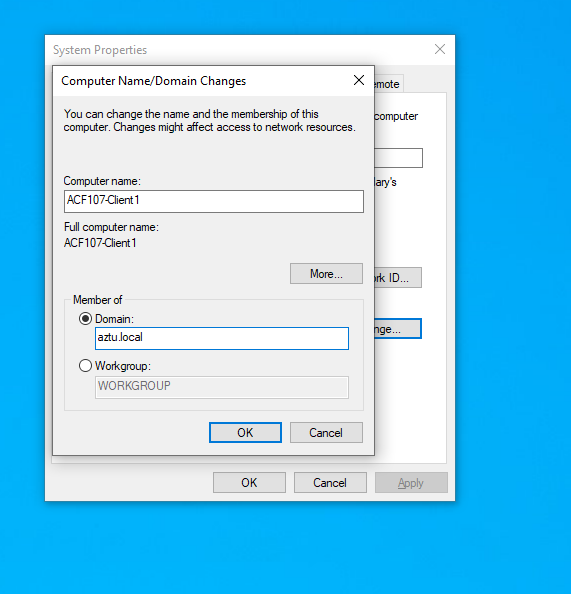 System Properties
Computer Name/Domain Changes
emote
You can change the name and the membership of this
computer. Changes might affect access to network resources.
computer
Computer name:
ACF107-Client1
ary's
Full computer name:
ACF107-Client1
More...
rk ID...
Member of
Domain:
aztu.local
nge...
Workgroup:
WORKGROUP
OK
Cancel
OK
Cancel
Apply